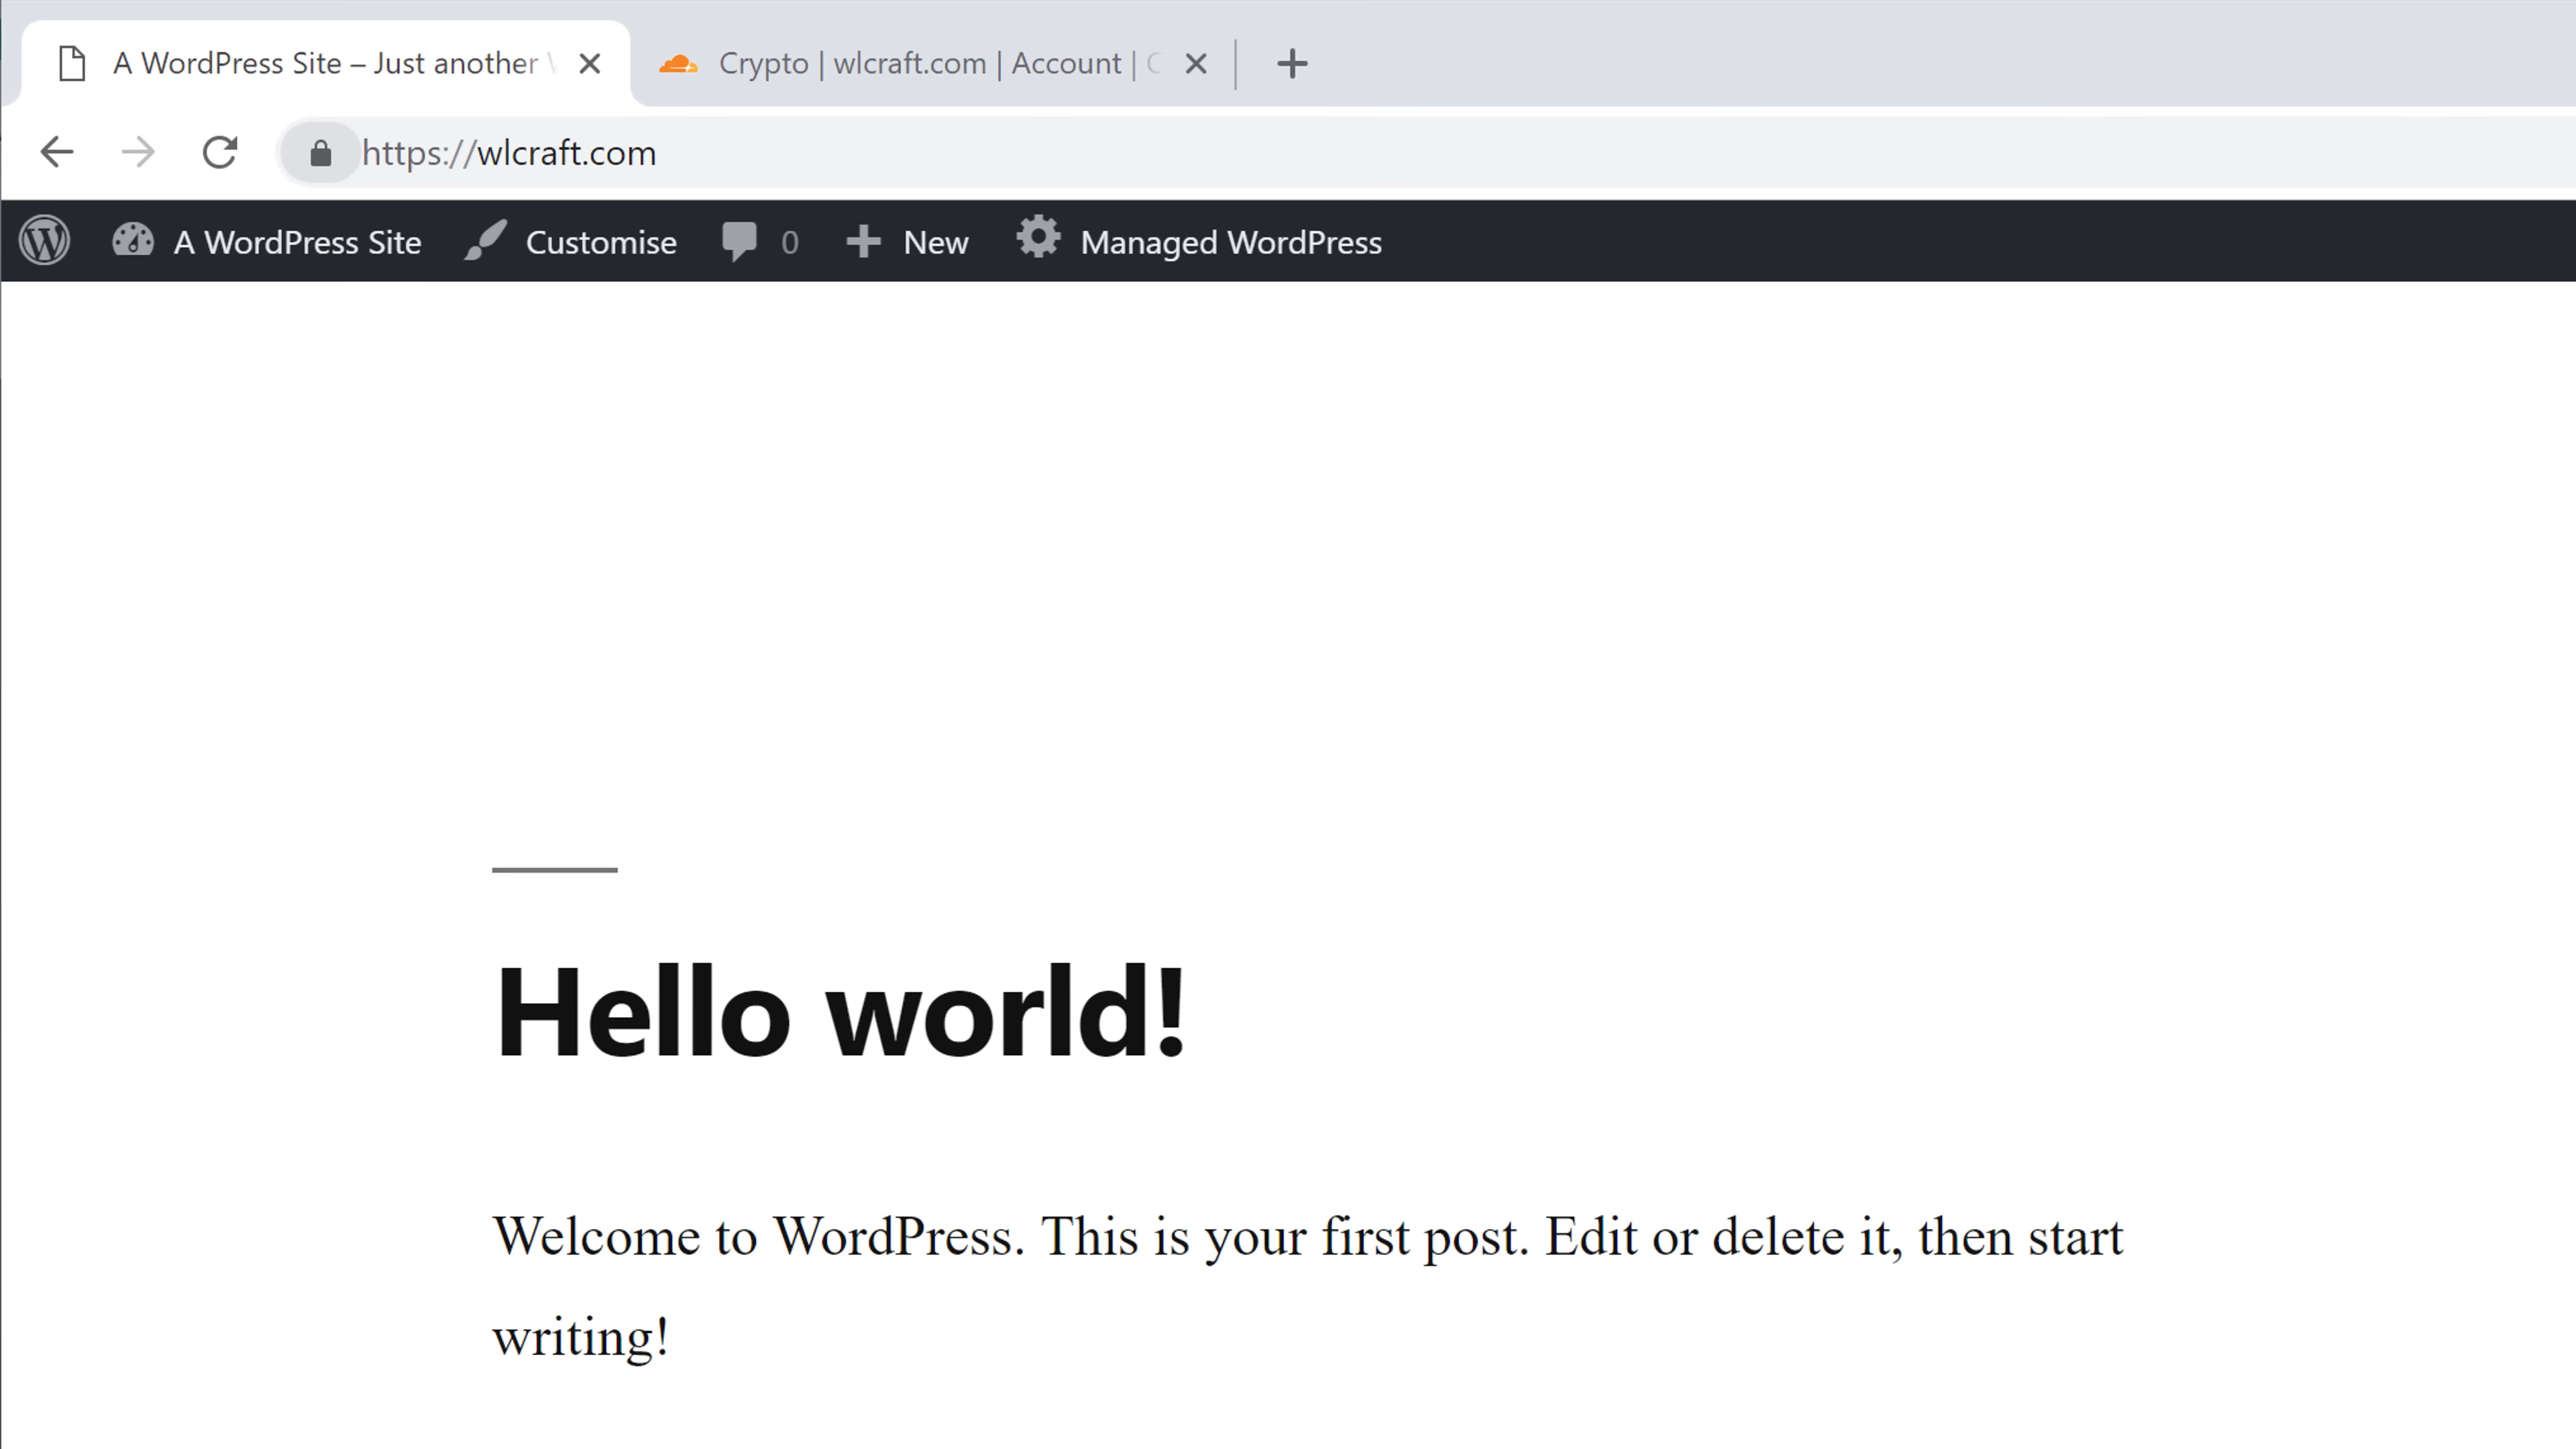 A WordPress Site – Just another
Crypto | wlcraft.com | Account |
https://wlcraft.com
A WordPress Site
Customise
0
New
Managed WordPress
Hello world!
Welcome to WordPress. This is your first post. Edit or delete it, then start
writing!